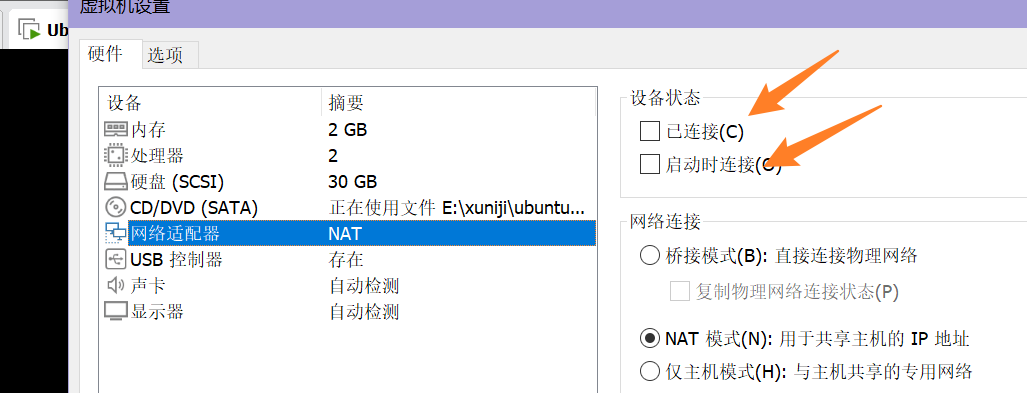 虚拟机设置
Ub
硬件 选项
设备 摘要
内存 2 GB
处理器 2
硬盘 (SCSI) 30 GB
CD/DVD (SATA) 正在使用文件 E:\xuniji\ubuntu...
网络适配器 NAT
USB 控制器 存在
声卡 自动检测
显示器 自动检测
设备状态
已连接(C)
启动时连接(O)
网络连接
桥接模式(B): 直接连接物理网络
复制物理网络连接状态(P)
NAT 模式(N): 用于共享主机的 IP 地址
仅主机模式(H): 与主机共享的专用网络